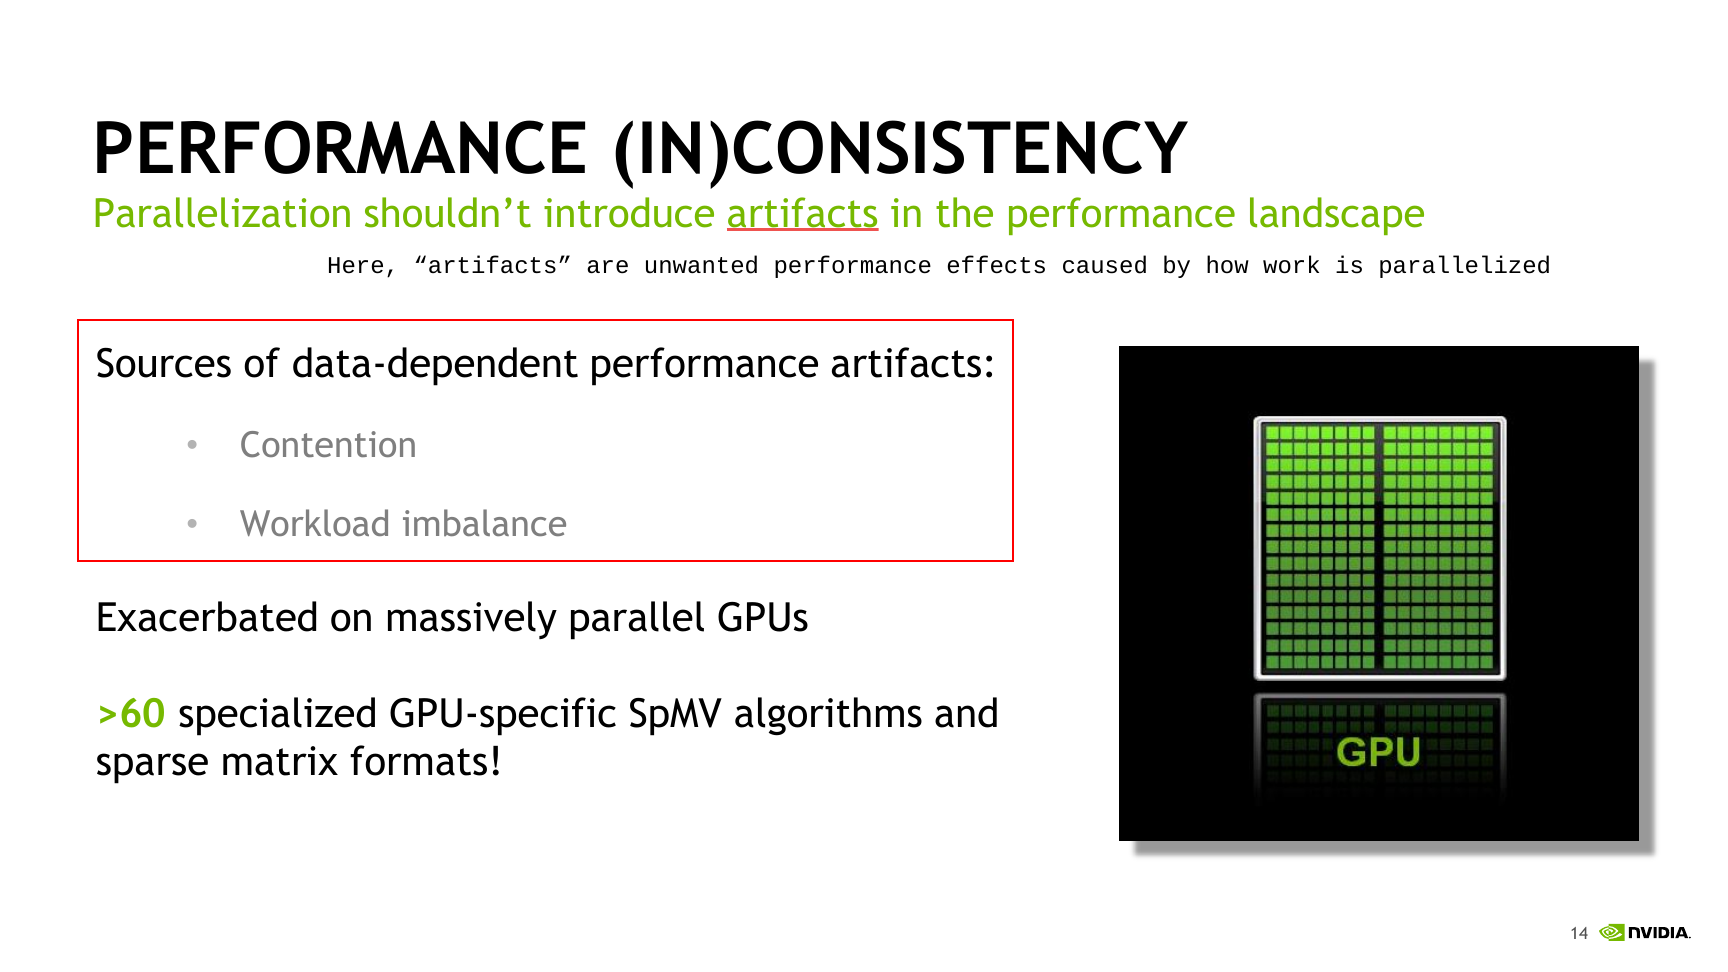 PERFORMANCE (IN)CONSISTENCY
Parallelization shouldn’t introduce artifacts in the performance landscape
Here, “artifacts” are unwanted performance effects caused by how work is parallelized
Sources of data-dependent performance artifacts:
• Contention
• Workload imbalance
Exacerbated on massively parallel GPUs
>60 specialized GPU-specific SpMV algorithms and
sparse matrix formats!
GPU
14 NVIDIA.